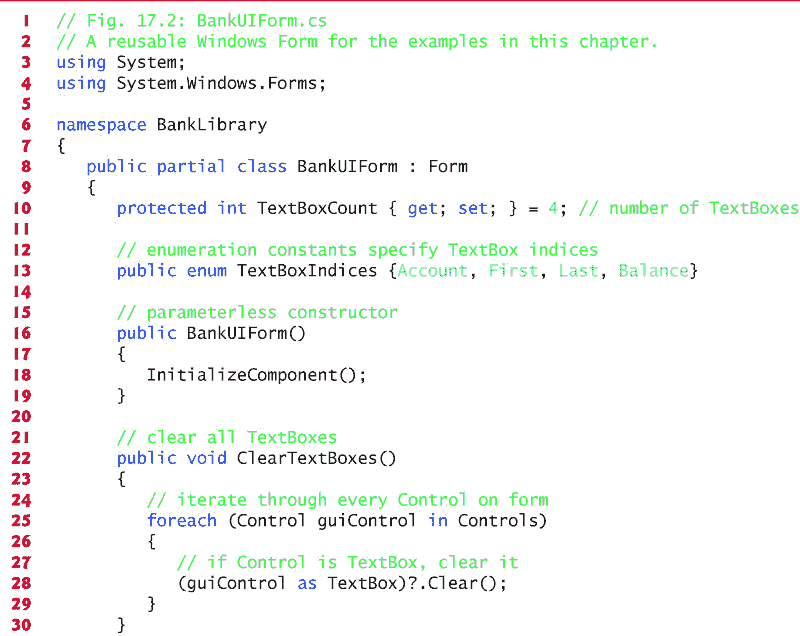 1 // Fig. 17.2: BankUIForm.cs
2 // A reusable Windows Form for the examples in this chapter.
3 using System;
4 using System.Windows.Forms;
5
6 namespace BankLibrary
7 {
8 public partial class BankUIForm : Form
9 {
10 protected int TextBoxCount { get; set; } = 4; // number of TextBoxes
11
12 // enumeration constants specify TextBox indices
13 public enum TextBoxIndices {Account, First, Last, Balance}
14
15 // parameterless constructor
16 public BankUIForm()
17 {
18 InitializeComponent();
19 }
20
21 // clear all TextBoxes
22 public void ClearTextBoxes()
23 {
24 // iterate through every Control on form
25 foreach (Control guiControl in Controls)
26 {
27 // if Control is TextBox, clear it
28 (guiControl as TextBox)?.Clear();
29 }
30 }